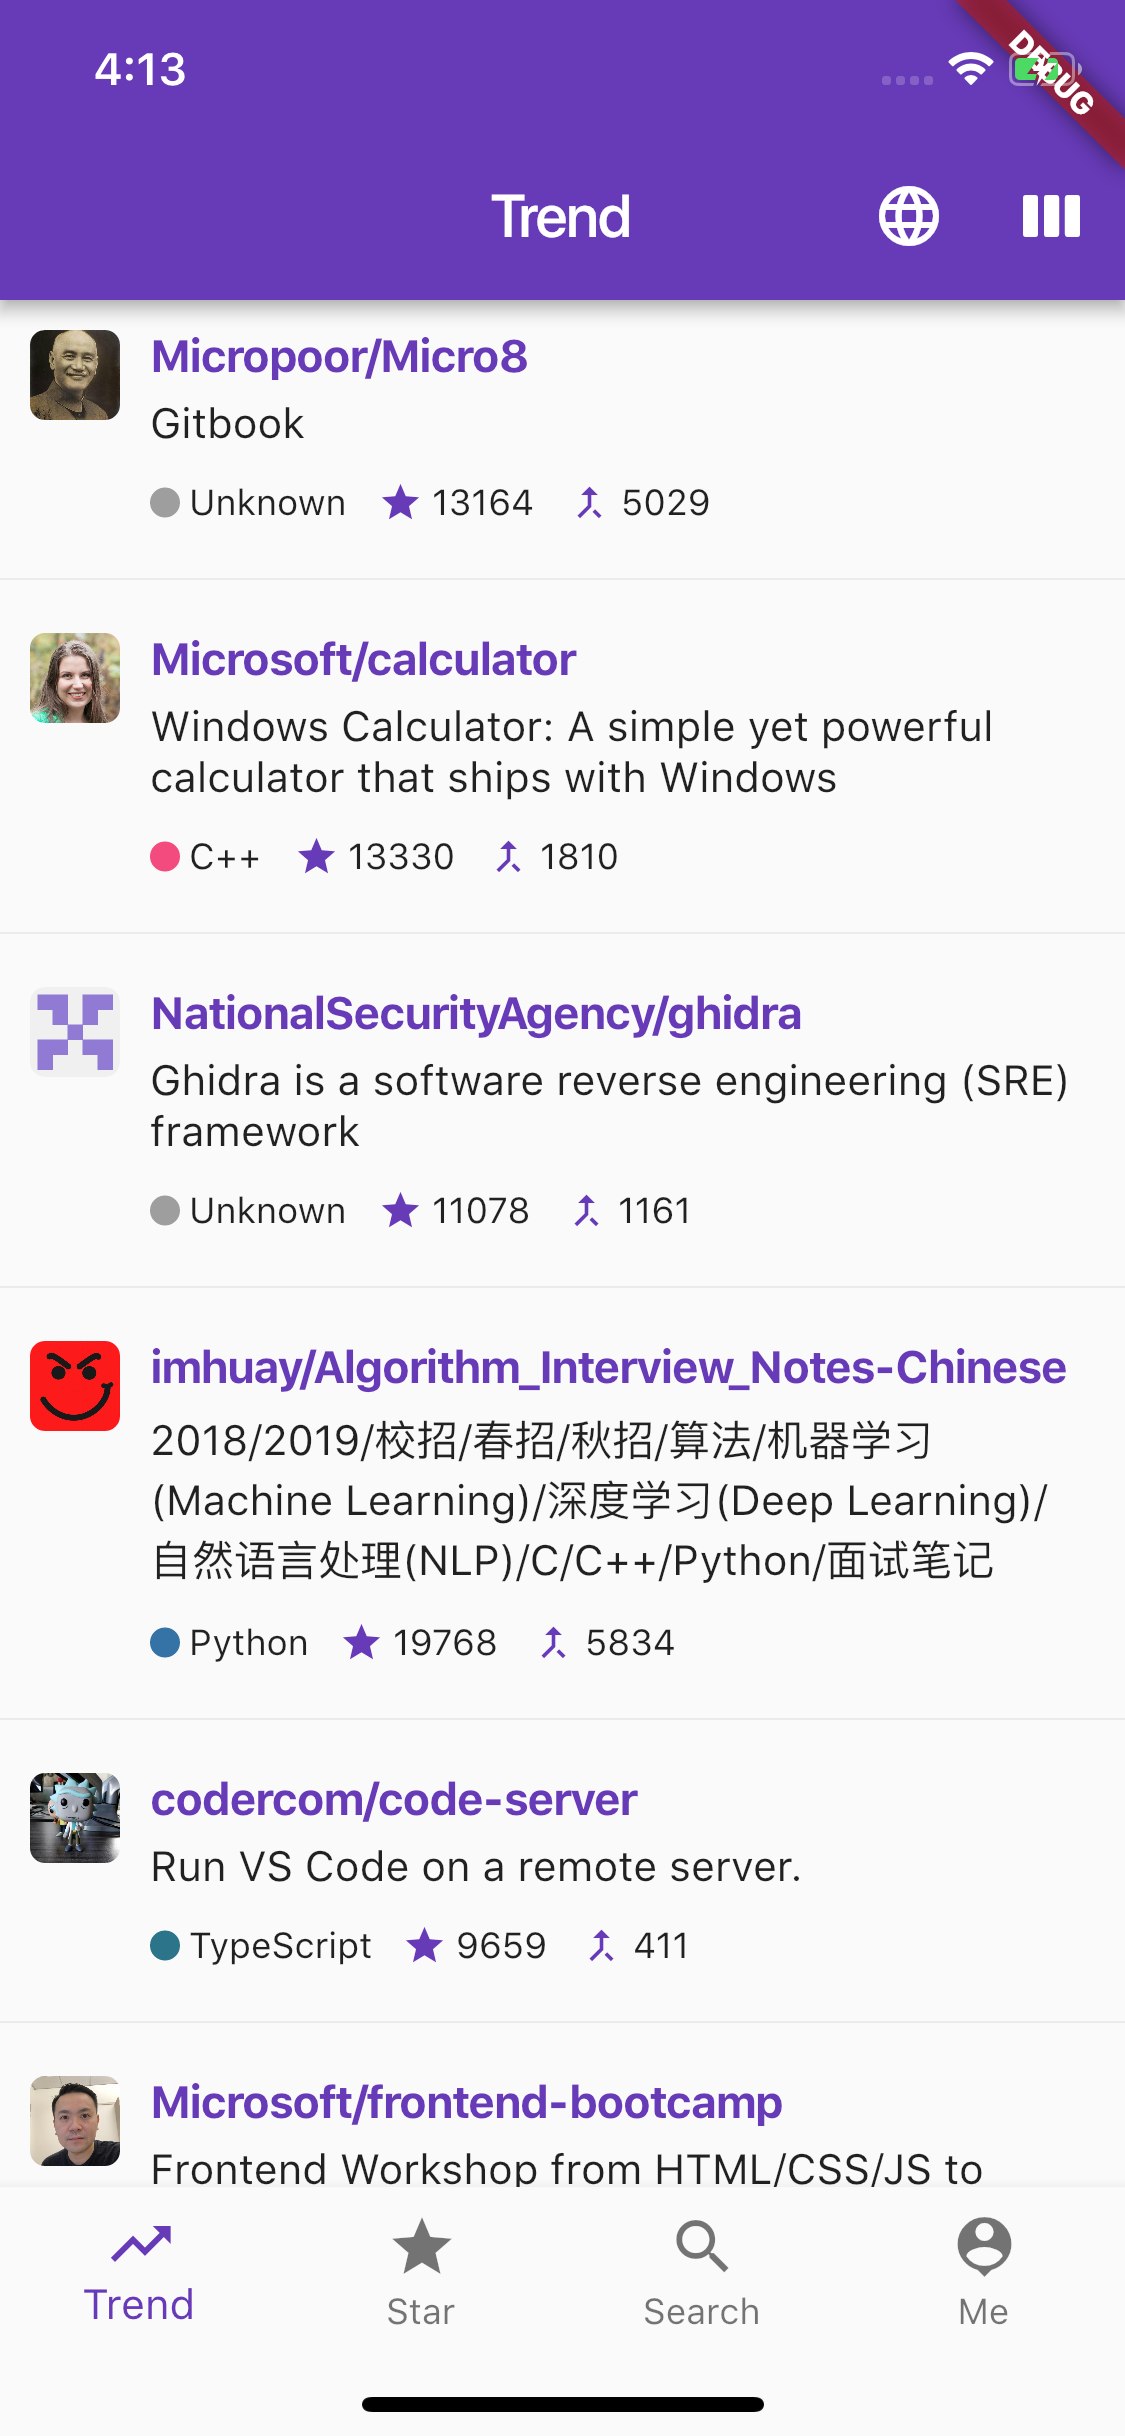 4:13
DEBUG
Trend
Micropoor/Micro8
Gitbook
Unknown 13164 5029
Microsoft/calculator
Windows Calculator: A simple yet powerful
calculator that ships with Windows
C++ 13330 1810
NationalSecurityAgency/ghidra
Ghidra is a software reverse engineering (SRE)
framework
Unknown 11078 1161
imhuay/Algorithm_Interview_Notes-Chinese
2018/2019/校招/春招/秋招/算法/机器学习
(Machine Learning)/深度学习(Deep Learning)/
自然语言处理(NLP)/C/C++/Python/面试笔记
Python 19768 5834
codercom/code-server
Run VS Code on a remote server.
TypeScript 9659 411
Microsoft/frontend-bootcamp
Frontend Workshop from HTML/CSS/JS to
Trend Star Search Me